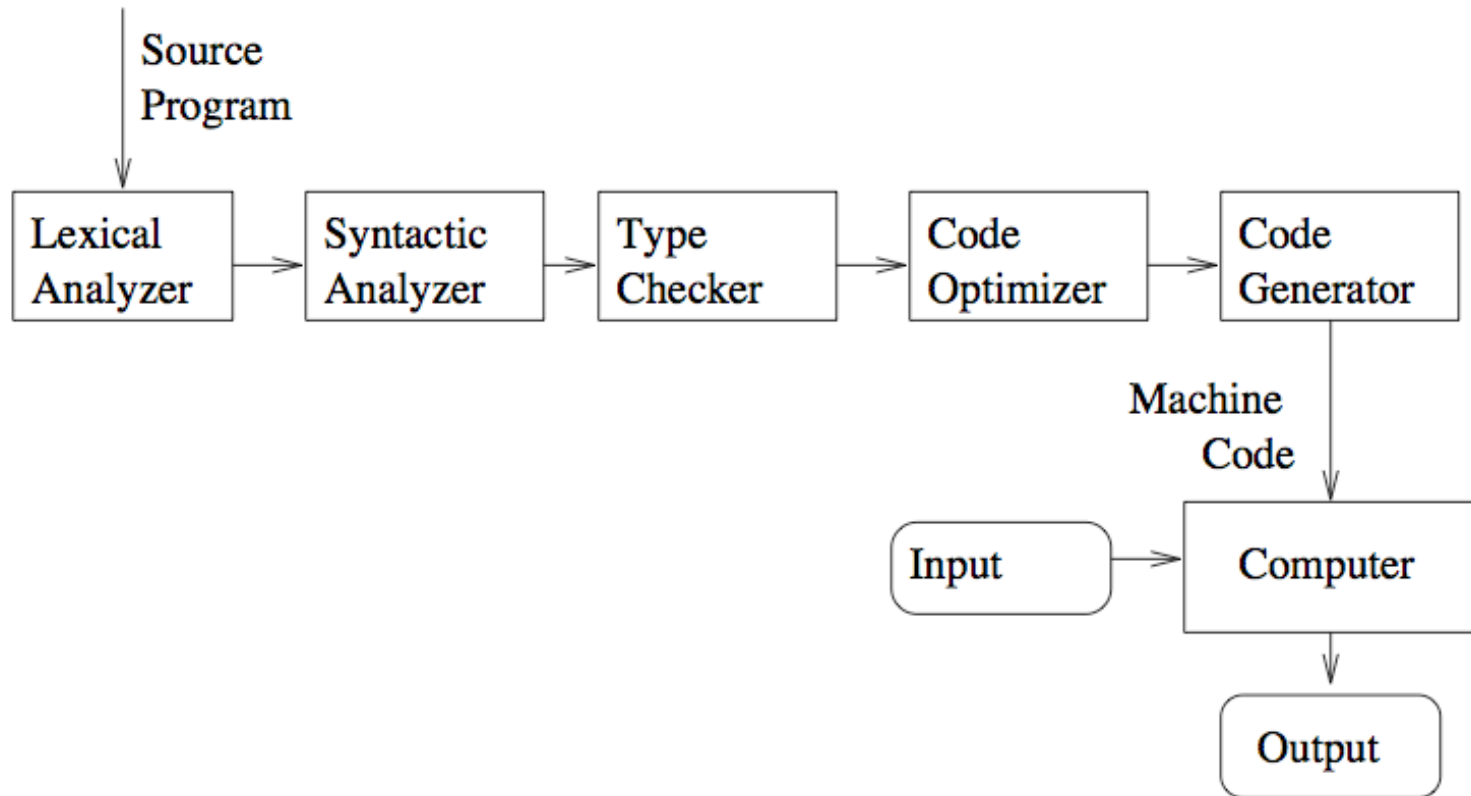 Source
Program
Lexical
Analyzer
Syntactic
Analyzer
Type
Checker
Code
Optimizer
Code
Generator
Machine
Code
Input
Computer
Output